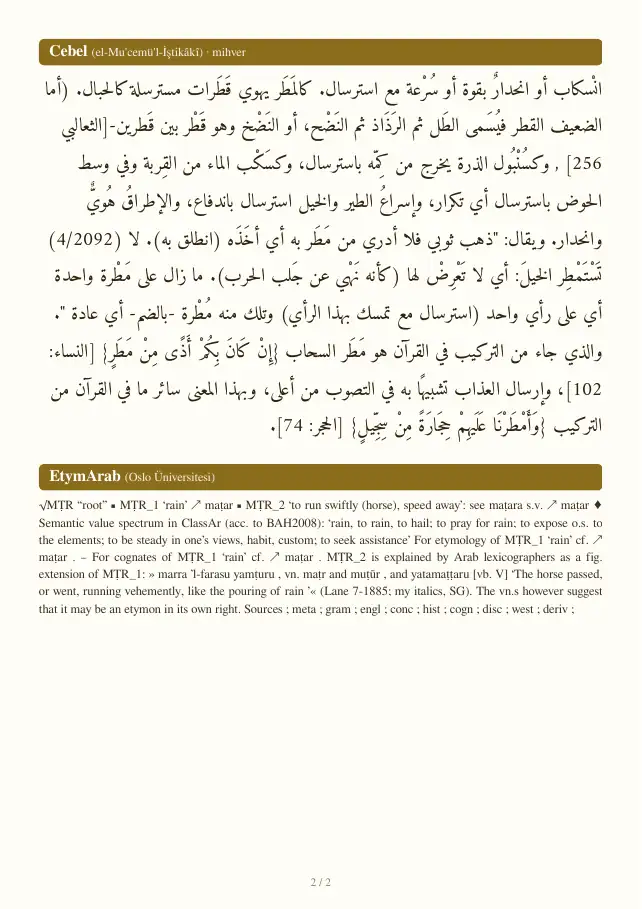 Cebel (el-Mu'cemü'l-İştikâkî) · mihver
انْسكاب أو انحدارٌ بقوة أو سُرْعة مع استرسال. كالمَطَر يهوي قَطَرات مسترسلة كالحبال. (أما
الضعيف القطر فيُسَمى الطَل ثم الرَذَاذ ثم النَضْح، أو النَضْخ وهو قَطْر بين قَطرين-[الثعالبي
256] , وكسُنْبُول الذرة يخرج من كِمّه باسترسال، وكسَكْب الماء من القِربة وفي وسط
الحوض باسترسال أي تكرار، وإسراعُ الطير والخيل استرسال باندفاع، والإطراقُ هُويٌّ
وانحدار. ويقال: "ذهب ثوبي فلا أدري من مَطَر به أي أخَذَه (انطلق به). لا (4/2092)
تَسْتَمْطِر الخيلَ: أي لا تَعْرِضْ لها (كأنه نَهْي عن جَلب الحرب). ما زال على مَطْرة واحدة
أي على رأي واحد (استرسال مع تمسك بهذا الرأي) وتلك منه مُطْرة -بالضم- أي عادة ".
والذي جاء من التركيب في القرآن هو مَطَر السحاب {إِنْ كَانَ بِكُمْ أَذًى مِنْ مَطَرٍ} [النساء:
102]، وإرسال العذاب تشبيهًا به في التصوب من أعلى، وبهذا المعنى سائر ما في القرآن من
التركيب {وَأَمْطَرْنَا عَلَيْهِمْ حِجَارَةً مِنْ سِجِّيلٍ} [الحجر: 74].
EtymArab (Oslo Üniversitesi)
√MṬR “root” ▪ MṬR_1 ‘rain’ ↗ maṭar ▪ MṬR_2 ‘to run swiftly (horse), speed away’: see maṭara s.v. ↗ maṭar ♦
Semantic value spectrum in ClassAr (acc. to BAH2008): ‘rain, to rain, to hail; to pray for rain; to expose o.s. to
the elements; to be steady in one’s views, habit, custom; to seek assistance’ For etymology of MṬR_1 ‘rain’ cf. ↗
maṭar . – For cognates of MṬR_1 ‘rain’ cf. ↗ maṭar . MṬR_2 is explained by Arab lexicographers as a fig.
extension of MṬR_1: » marra ’l-farasu yamṭuru , vn. maṭr and muṭūr , and yatamaṭṭaru [vb. V] ‘The horse passed,
or went, running vehemently, like the pouring of rain ’« (Lane 7-1885; my italics, SG). The vn.s however suggest
that it may be an etymon in its own right. Sources ; meta ; gram ; engl ; conc ; hist ; cogn ; disc ; west ; deriv ;
2 / 2